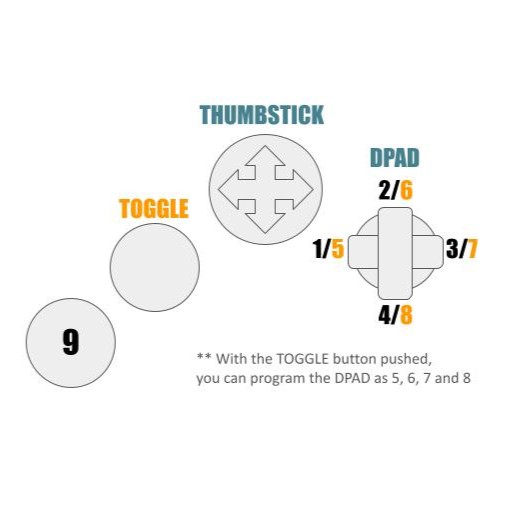 THUMBSTICK
DPAD
2/6
TOGGLE
1/5
3/7
4/8
9
** With the TOGGLE button pushed,
you can program the DPAD as 5, 6, 7 and 8